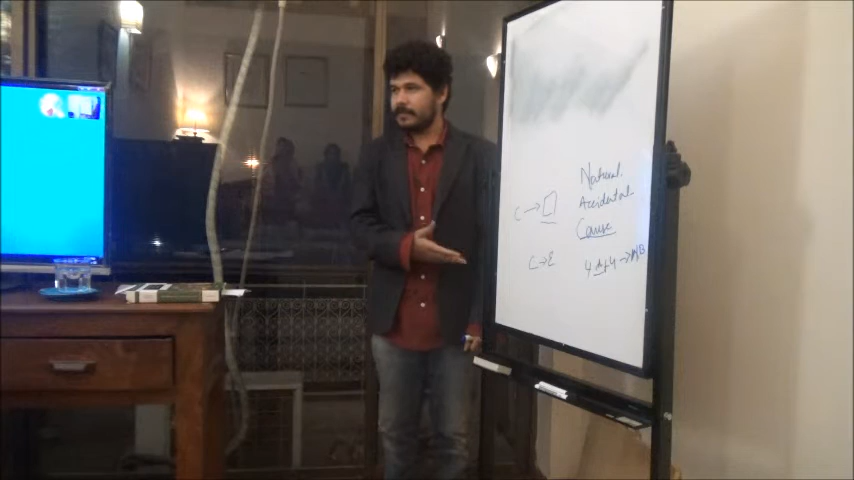 Natural
Accidental
C → 
Cause
C → E